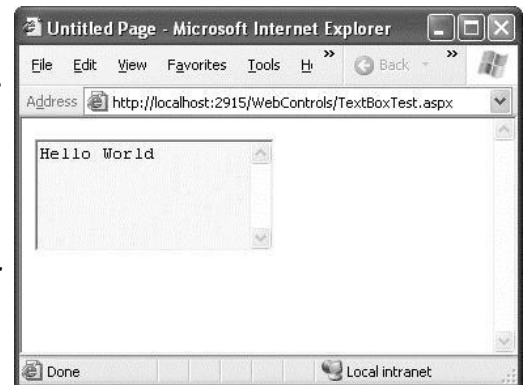 Untitled Page - Microsoft Internet Explorer
File Edit View Favorites Tools H » Back »
Address http://localhost:2915/WebControls/TextBoxTest.aspx
Hello World
Done Local intranet